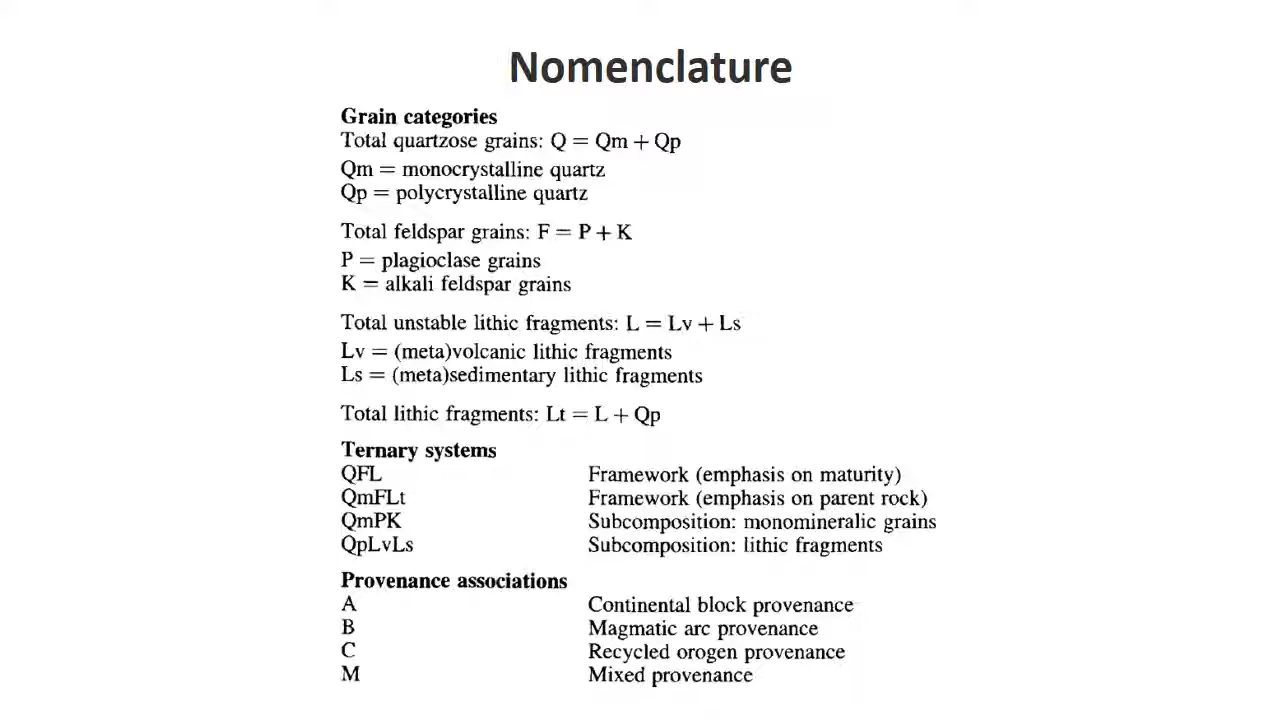 Nomenclature
Grain categories
Total quartzose grains: Q = Qm + Qp
Qm = monocrystalline quartz
Qp = polycrystalline quartz
Total feldspar grains: F = P + K
P = plagioclase grains
K = alkali feldspar grains
Total unstable lithic fragments: L = Lv + Ls
Lv = (meta)volcanic lithic fragments
Ls = (meta)sedimentary lithic fragments
Total lithic fragments: Lt = L + Qp
Ternary systems
QFL Framework (emphasis on maturity)
QmFLt Framework (emphasis on parent rock)
QmPK Subcomposition: monomineralic grains
QpLvLs Subcomposition: lithic fragments
Provenance associations
A Continental block provenance
B Magmatic arc provenance
C Recycled orogen provenance
M Mixed provenance